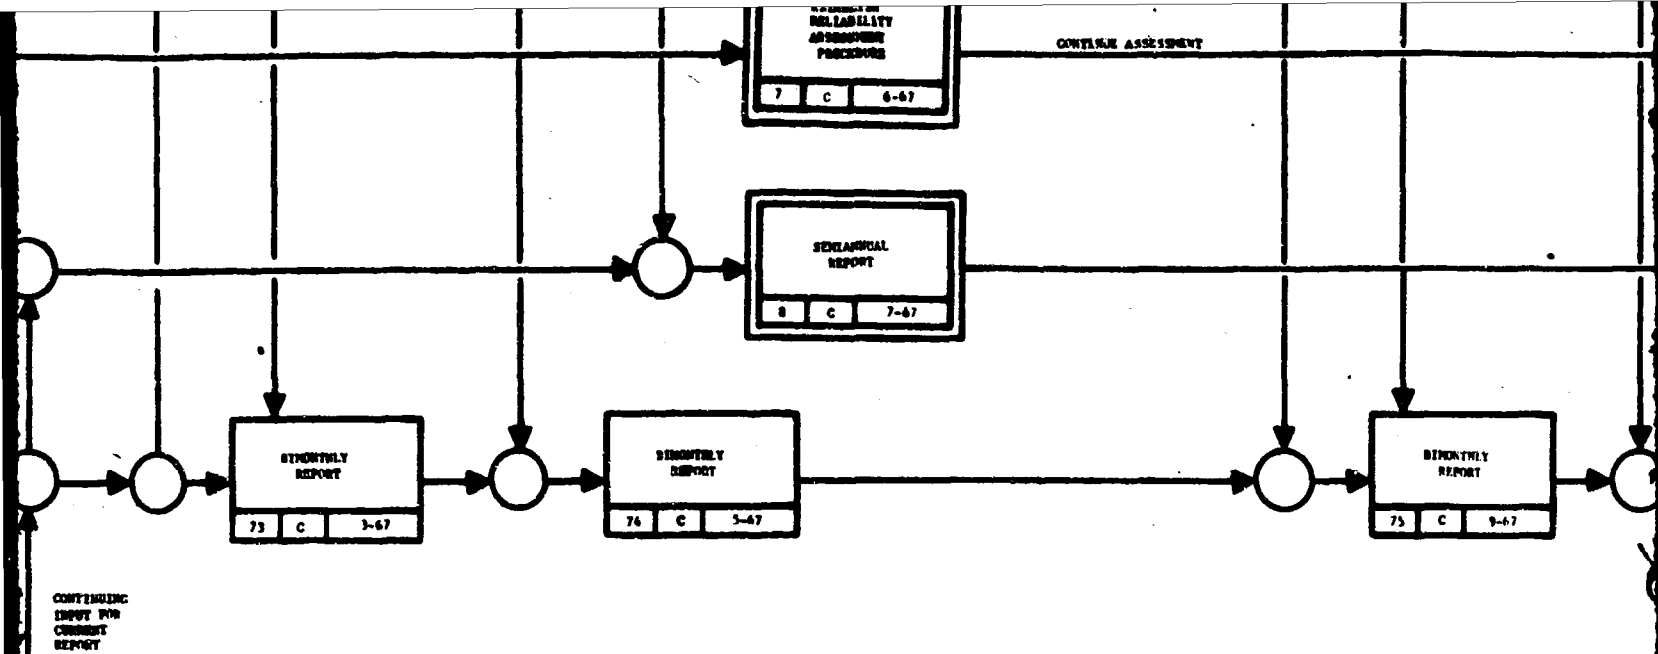 RELIABILITY
ASSESSMENT
PROCEDURE
7 C 6-67
CONTINUE ASSESSMENT
SEMIANNUAL
REPORT
8 C 7-67
BIMONTHLY
REPORT
73 C 3-67
BIMONTHLY
REPORT
74 C 5-67
BIMONTHLY
REPORT
75 C 9-67
CONTINUING
INPUT FOR
CURRENT
REPORT